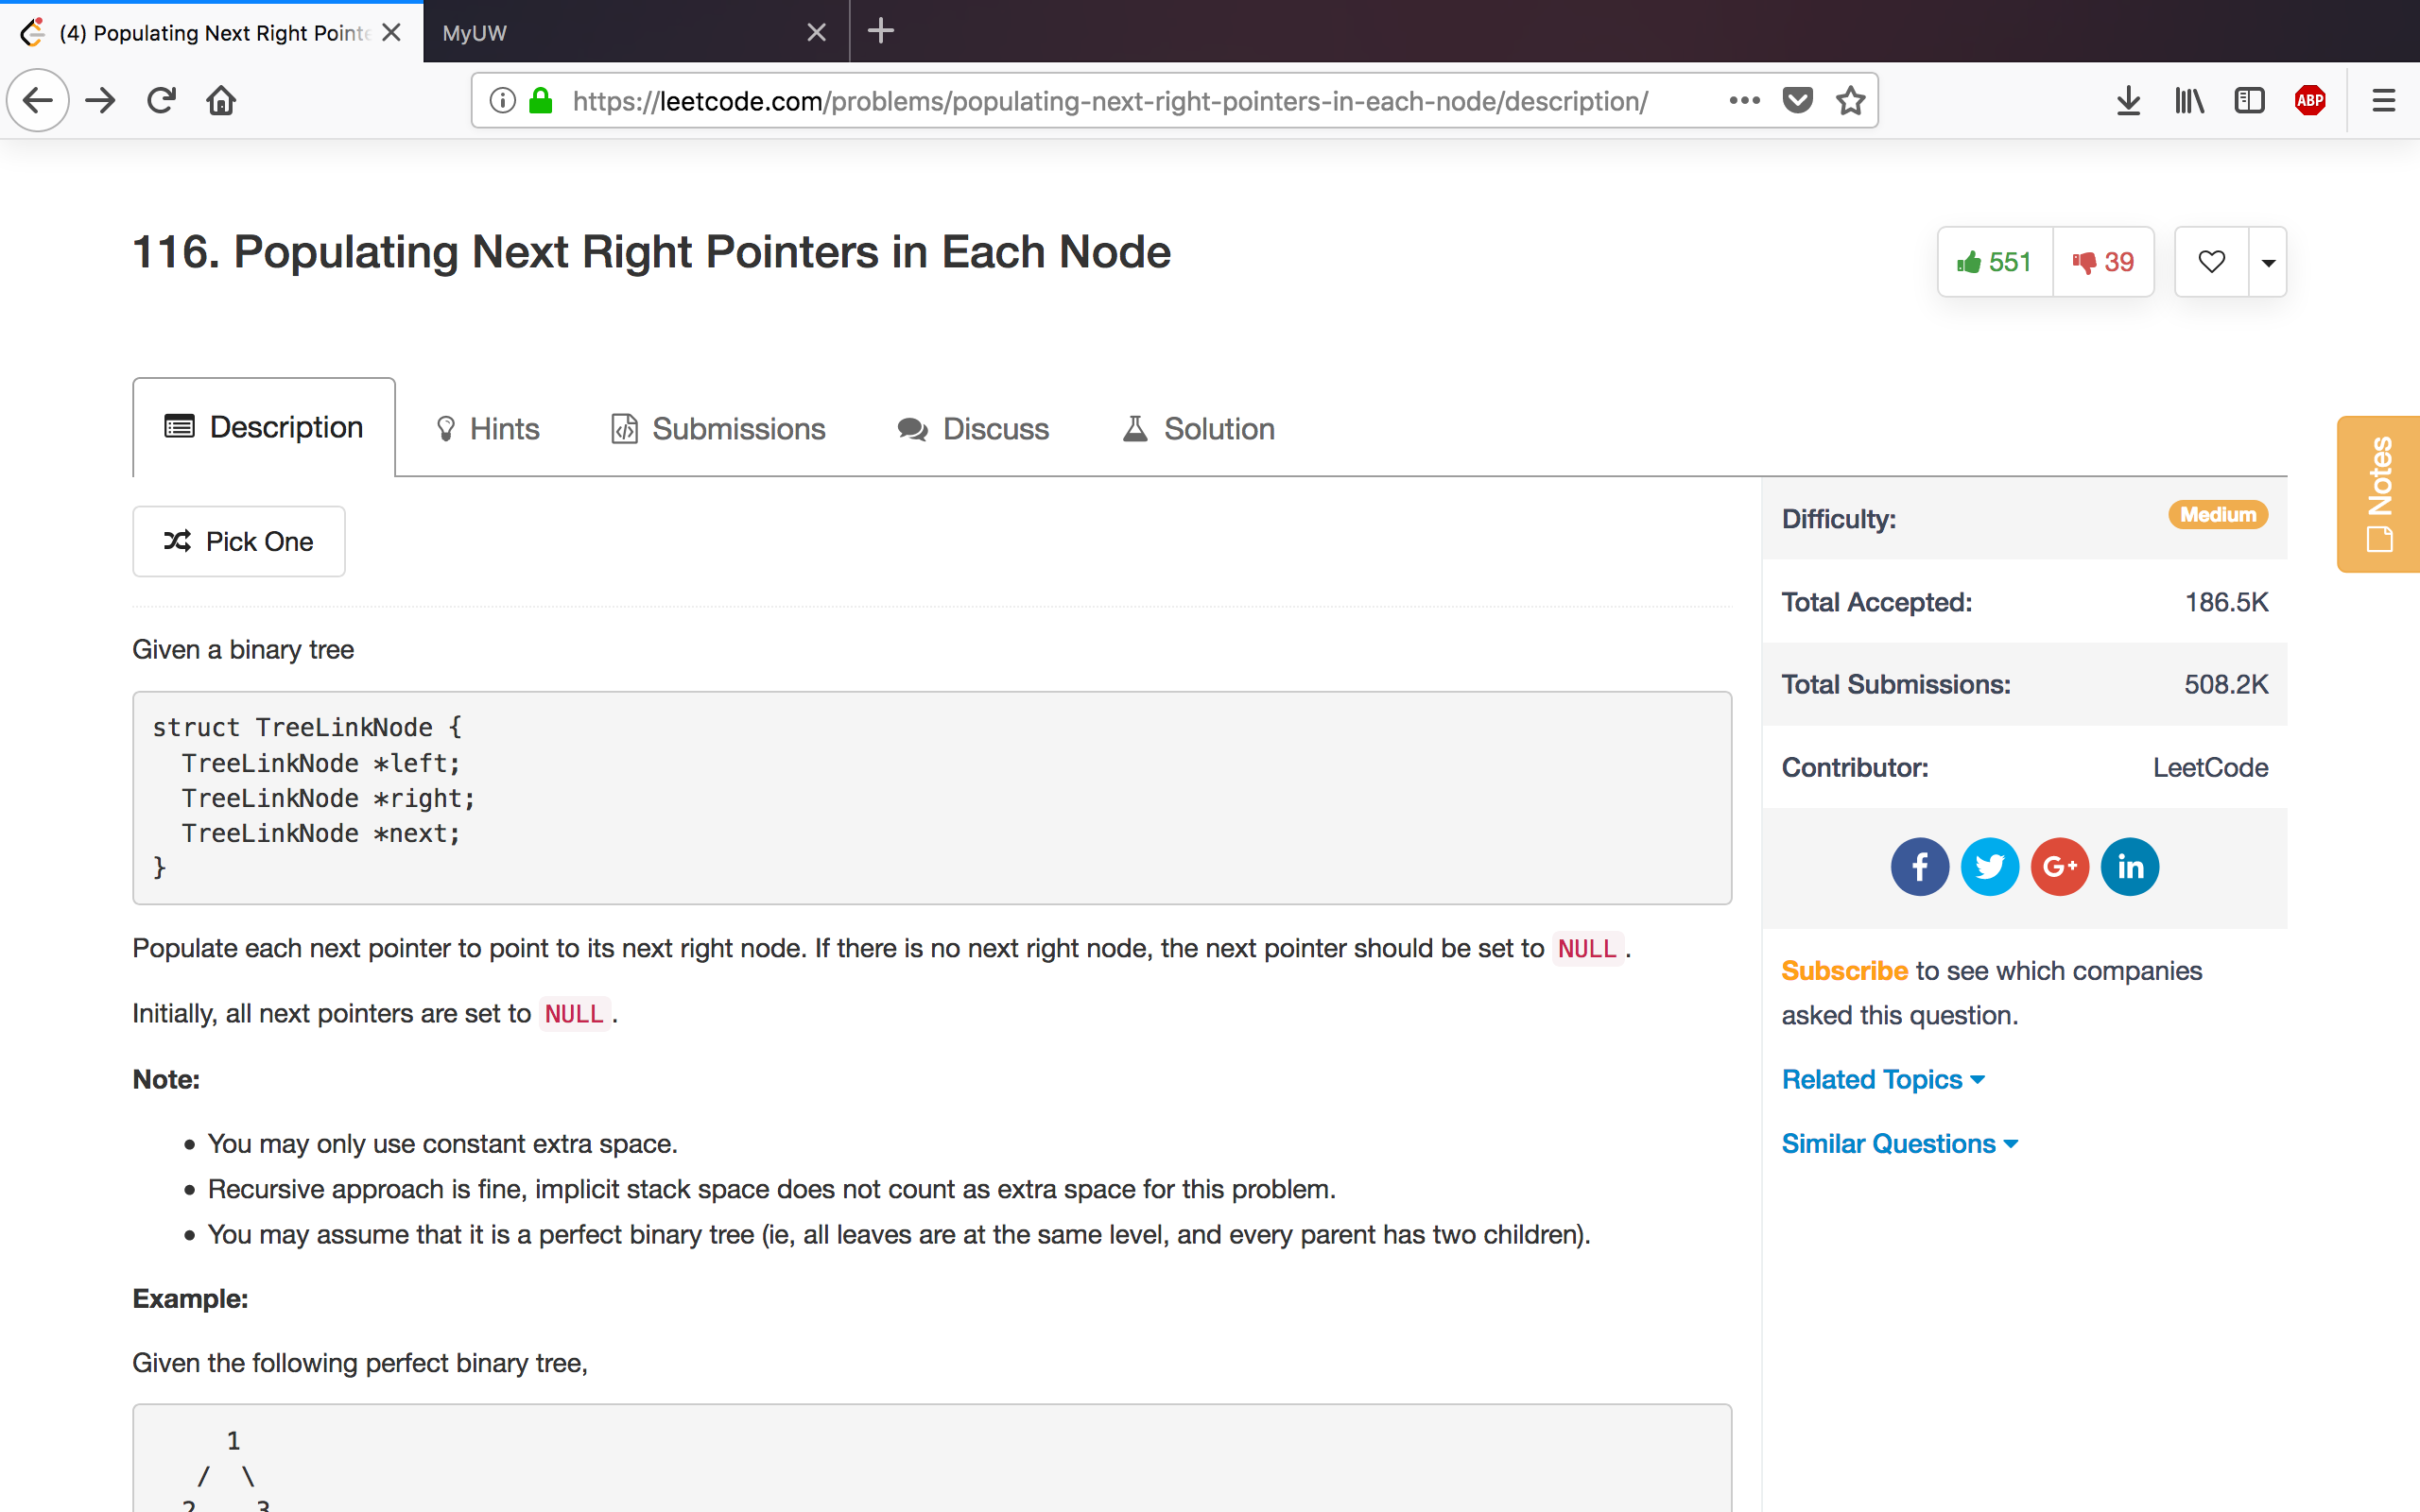 (4) Populating Next Right Pointe
MyUW
https://leetcode.com/problems/populating-next-right-pointers-in-each-node/description/
ABP
116. Populating Next Right Pointers in Each Node
551
39
Description
Hints
Submissions
Discuss
Solution
Notes
Pick One
Difficulty:
Medium
Total Accepted:
186.5K
Total Submissions:
508.2K
Contributor:
LeetCode
f
G+
in
Subscribe to see which companies
asked this question.
Related Topics
Similar Questions
Given a binary tree
struct TreeLinkNode {
TreeLinkNode *left;
TreeLinkNode *right;
TreeLinkNode *next;
}
Populate each next pointer to point to its next right node. If there is no next right node, the next pointer should be set to NULL.
Initially, all next pointers are set to NULL.
Note:
• You may only use constant extra space.
• Recursive approach is fine, implicit stack space does not count as extra space for this problem.
• You may assume that it is a perfect binary tree (ie, all leaves are at the same level, and every parent has two children).
Example:
Given the following perfect binary tree,
1
/ \
2 3